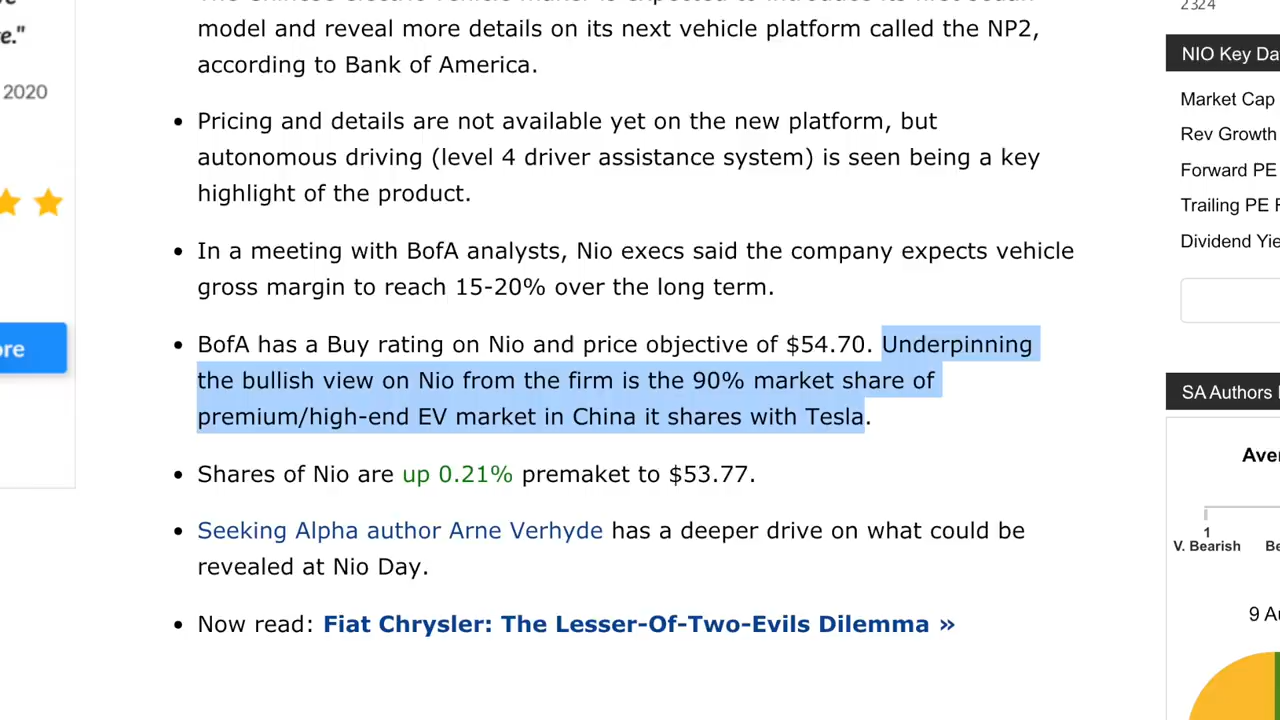 model and reveal more details on its next vehicle platform called the NP2,
according to Bank of America.
Pricing and details are not available yet on the new platform, but
autonomous driving (level 4 driver assistance system) is seen being a key
highlight of the product.
In a meeting with BofA analysts, Nio execs said the company expects vehicle
gross margin to reach 15-20% over the long term.
BofA has a Buy rating on Nio and price objective of $54.70. Underpinning
the bullish view on Nio from the firm is the 90% market share of
premium/high-end EV market in China it shares with Tesla.
Shares of Nio are up 0.21% premaket to $53.77.
Seeking Alpha author Arne Verhyde has a deeper drive on what could be
revealed at Nio Day.
Now read: Fiat Chrysler: The Lesser-Of-Two-Evils Dilemma »
2020
2324
NIO Key Da
Market Cap
Rev Growth
Forward PE
Trailing PE
Dividend Yie
SA Authors
Aver
1
V. Bearish
Be
9 Au